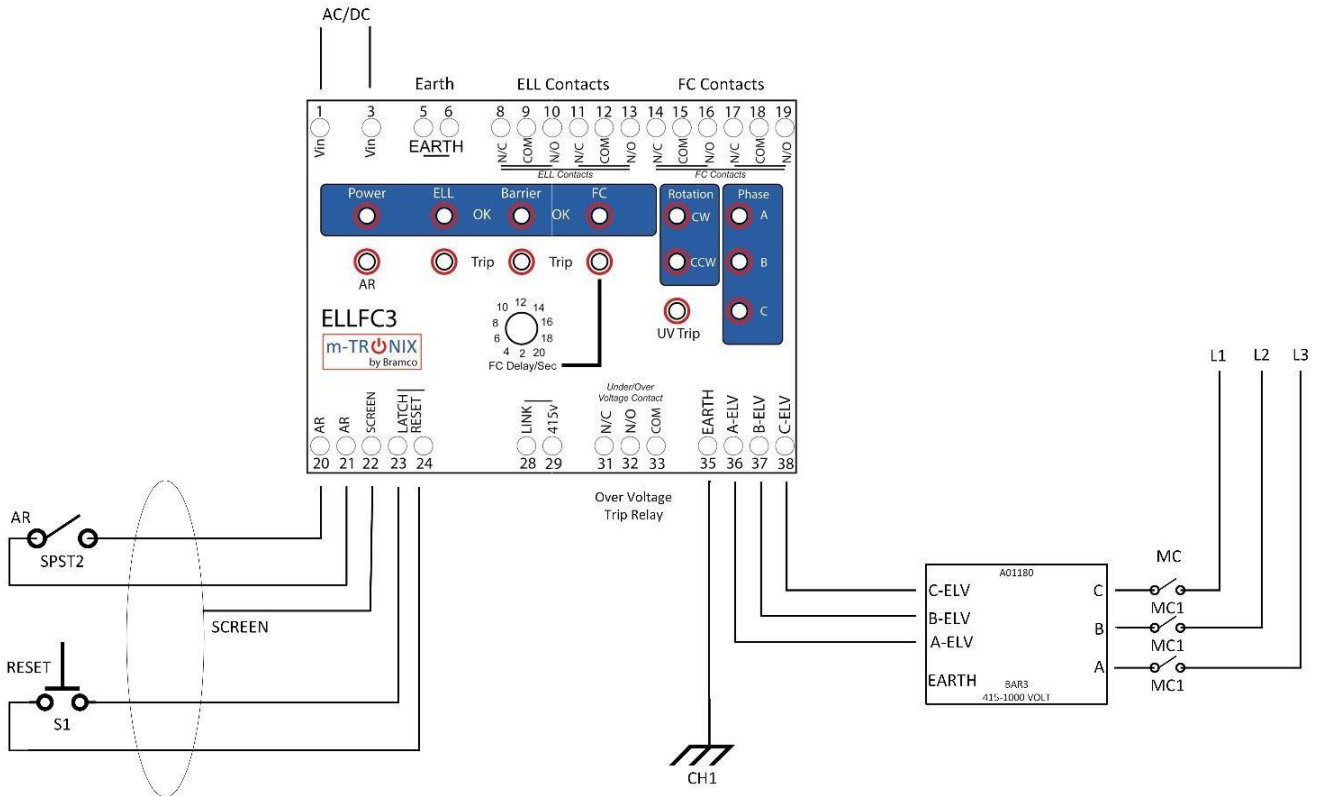 AC/DC
Earth ELL Contacts FC Contacts
1 3 5 6 8 9 10 11 12 13 14 15 16 17 18 19
Vin Vin EARTH N/C COM N/O N/C COM N/O N/C COM N/O N/C COM N/O
ELL Contacts FC Contacts
Power ELL Barrier FC Rotation Phase
OK OK CW A
AR Trip Trip CCW B
UV Trip C
ELLFC3
m-TRONIX
by Bramco
10 12 14
8 16
6 18
4 2 20
FC Delay/Sec
Under/Over
Voltage Contact
AR AR SCREEN LATCH RESET LINK 415v N/C N/O COM EARTH A-ELV B-ELV C-ELV
20 21 22 23 24 28 29 31 32 33 35 36 37 38
Over Voltage
Trip Relay
L1 L2 L3
AR
SPST2
SCREEN
RESET
S1
CH1
A01180
C-ELV C
B-ELV B
A-ELV A
EARTH
BAR3
415-1000 VOLT
MC
MC1
MC1
MC1